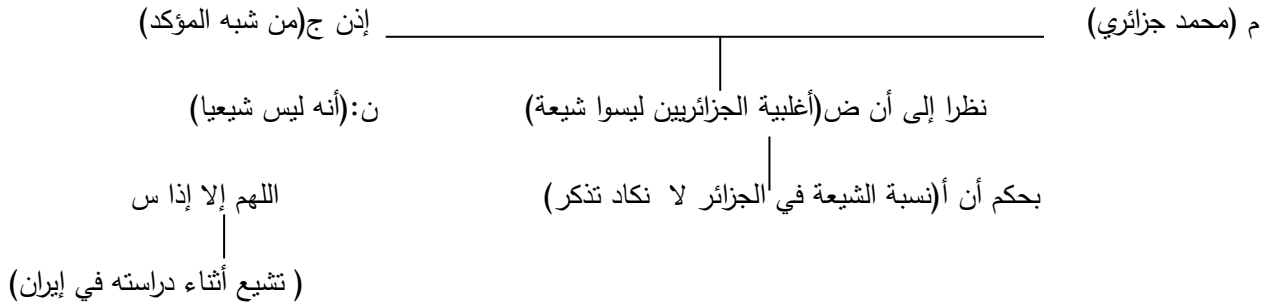 م (محمد جزائري) إذن ج(من شبه المؤكد)
نظرا إلى أن ض(أغلبية الجزائريين ليسوا شيعة) ن:(أنه ليس شيعيا)
بحكم أن أ(نسبة الشيعة في الجزائر لا نكاد تذكر) اللهم إلا إذا س
( تشيع أثناء دراسته في إيران)